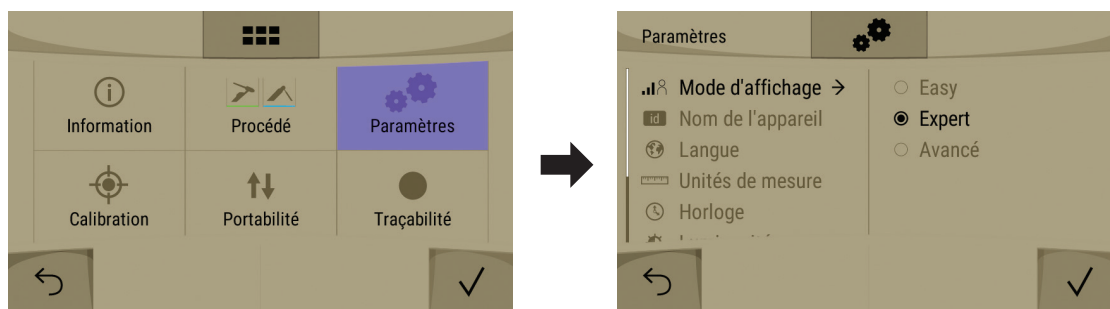 Information
Procédé
Paramètres
Calibration
Portabilité
Traçabilité
Paramètres
Mode d'affichage →
id Nom de l'appareil
Langue
Unités de mesure
Horloge
Easy
Expert
Avancé